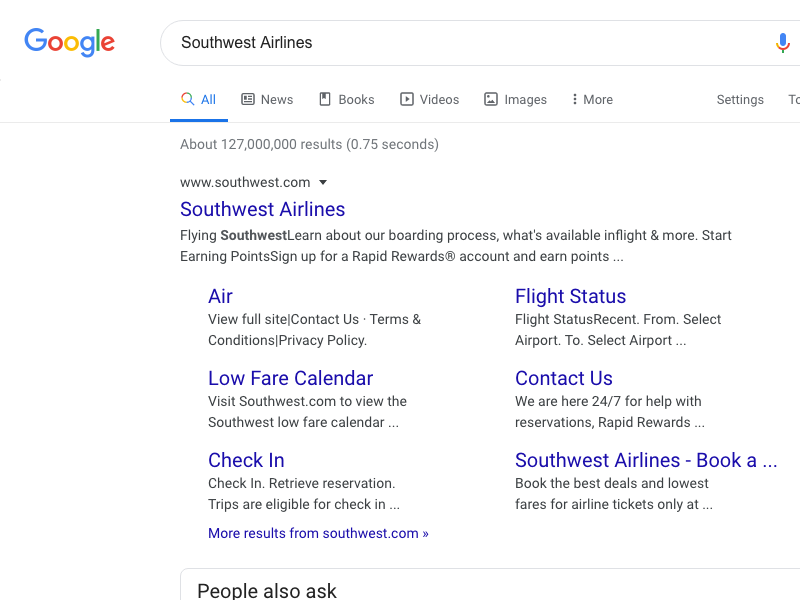 Google
Southwest Airlines
All News Books Videos Images More Settings
About 127,000,000 results (0.75 seconds)
www.southwest.com
Southwest Airlines
Flying SouthwestLearn about our boarding process, what's available inflight & more. Start
Earning PointsSign up for a Rapid Rewards® account and earn points ...
Air
View full site|Contact Us · Terms &
Conditions|Privacy Policy.
Flight Status
Flight StatusRecent. From. Select
Airport. To. Select Airport ...
Low Fare Calendar
Visit Southwest.com to view the
Southwest low fare calendar ...
Contact Us
We are here 24/7 for help with
reservations, Rapid Rewards ...
Check In
Check In. Retrieve reservation.
Trips are eligible for check in ...
Southwest Airlines - Book a ...
Book the best deals and lowest
fares for airline tickets only at ...
More results from southwest.com »
People also ask